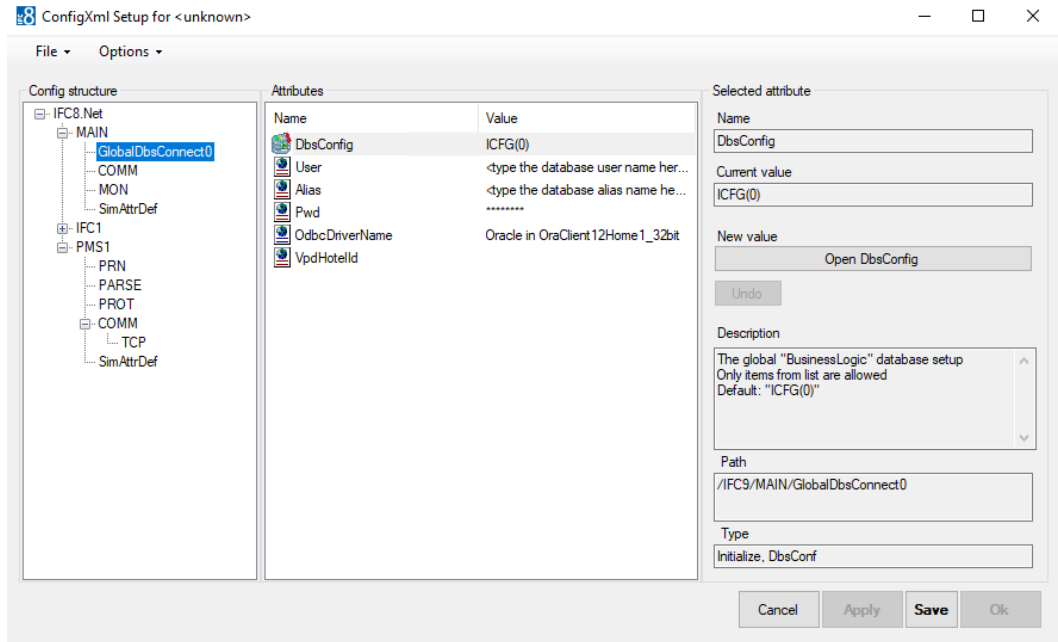 IFC8 ConfigXml Setup for <unknown>
File Options
Config structure
IFC8.Net
MAIN
GlobalDbsConnect0
COMM
MON
SimAttrDef
IFC1
PMS1
PRN
PARSE
PROT
COMM
TCP
SimAttrDef
Attributes
Name Value
DbsConfig ICFG(0)
User <type the database user name her...
Alias <type the database alias name he...
Pwd ********
OdbcDriverName Oracle in OraClient12Home1_32bit
VpdHotelId
Selected attribute
Name
DbsConfig
Current value
ICFG(0)
New value
Open DbsConfig
Undo
Description
The global "BusinessLogic" database setup
Only items from list are allowed
Default: "ICFG(0)"
Path
/IFC9/MAIN/GlobalDbsConnect0
Type
Initialize, DbsConf
Cancel Apply Save Ok